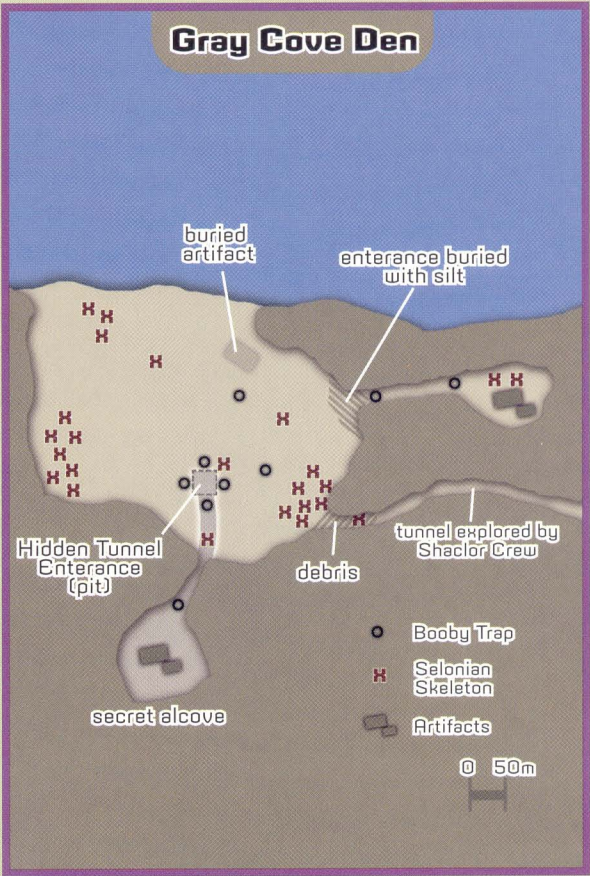 Gray Cove Den
buried
artifact
enterance buried
with silt
Hidden Tunnel
Enterance
(pit)
debris
tunnel explored by
Shaclor Crew
secret alcove
Booby Trap
Selonian
Skeleton
Artifacts
0 50m